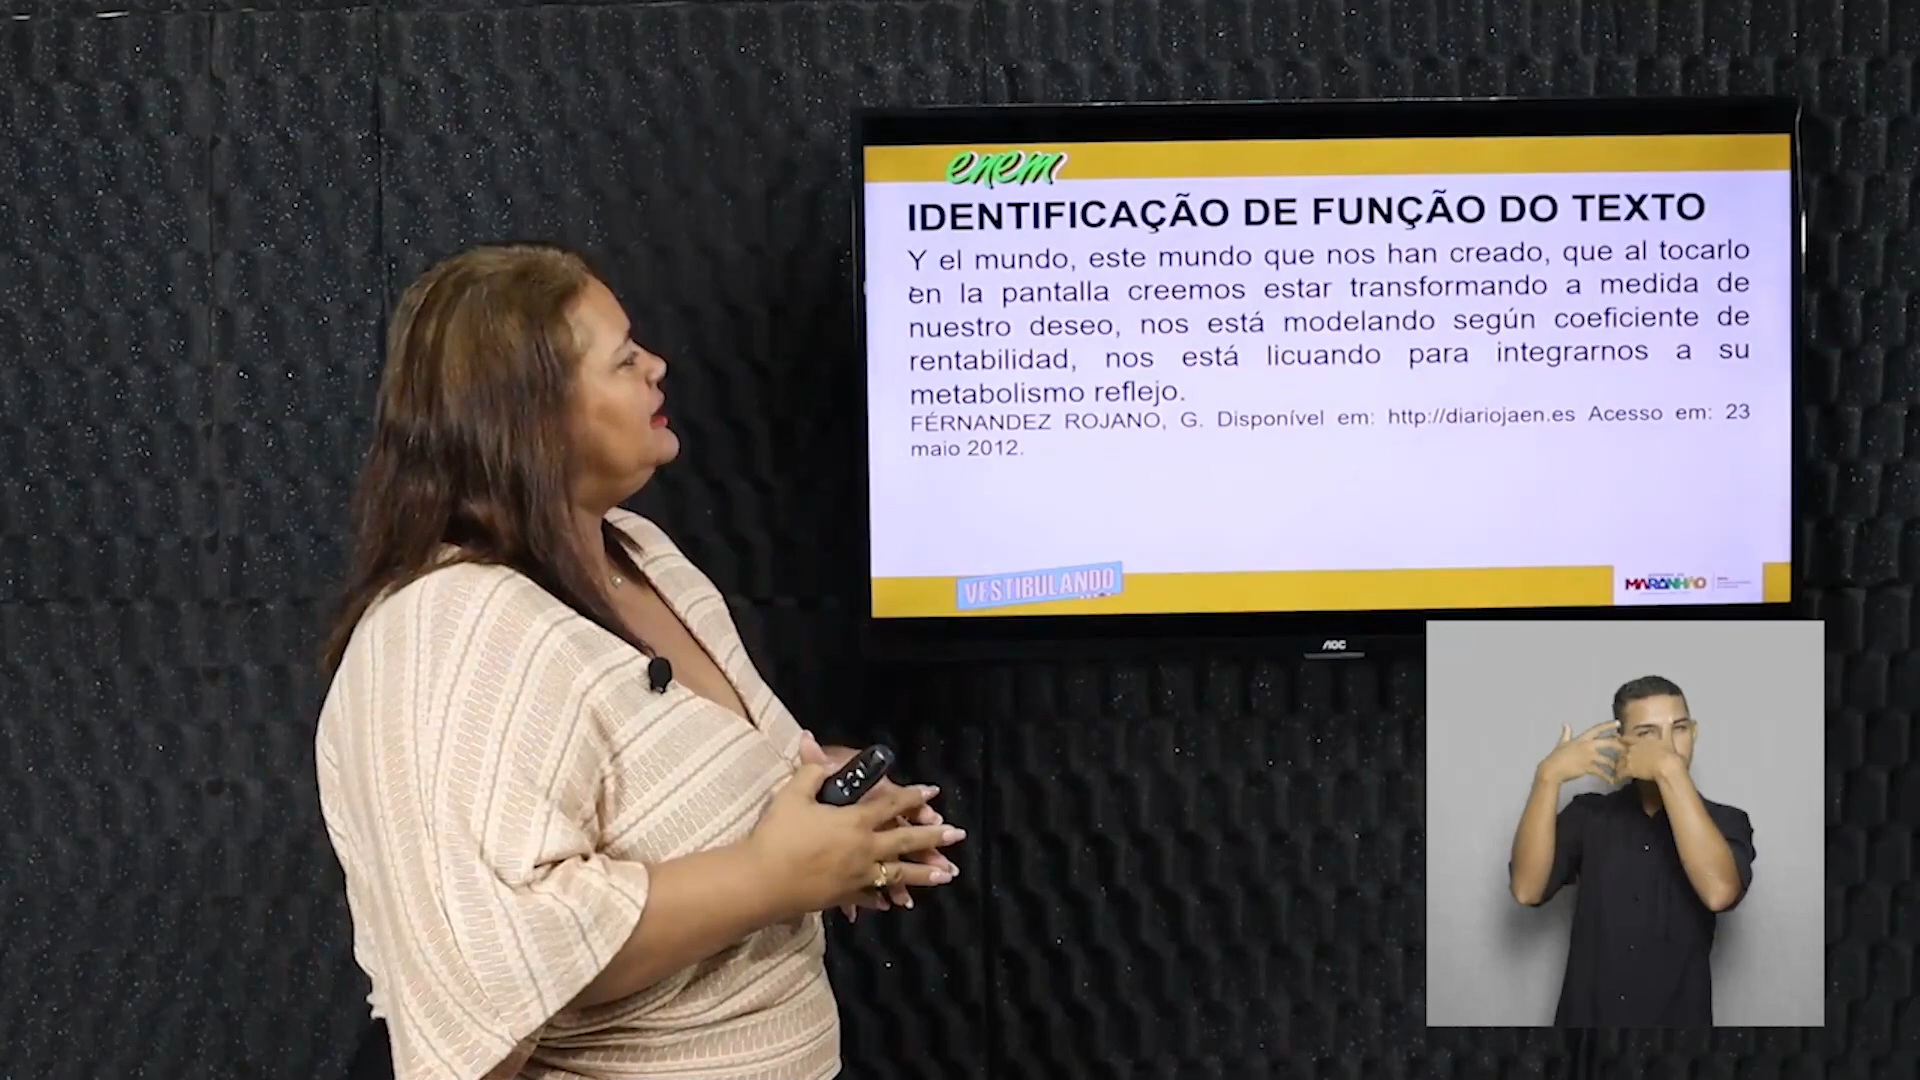 enem
IDENTIFICAÇÃO DE FUNÇÃO DO TEXTO
Y el mundo, este mundo que nos han creado, que al tocarlo
en la pantalla creemos estar transformando a medida de
nuestro deseo, nos está modelando según coeficiente de
rentabilidad, nos está licuando para integrarnos a su
metabolismo reflejo.
FÉRNANDEZ ROJANO, G. Disponível em: http://diariojaen.es Acesso em: 23
maio 2012.
VESTIBULANDO
MARANHÃO
AOC